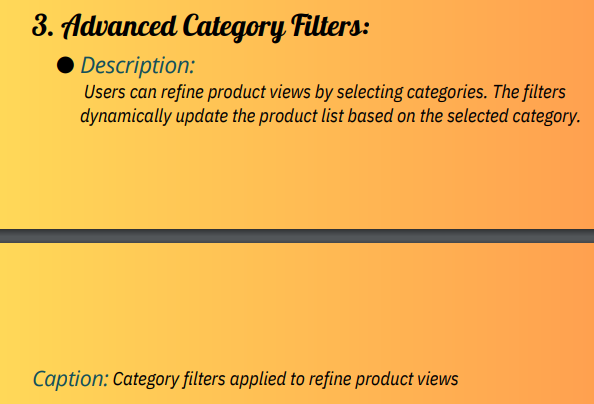 3. Advanced Category Filters:
● Description:
Users can refine product views by selecting categories. The filters
dynamically update the product list based on the selected category.
Caption: Category filters applied to refine product views